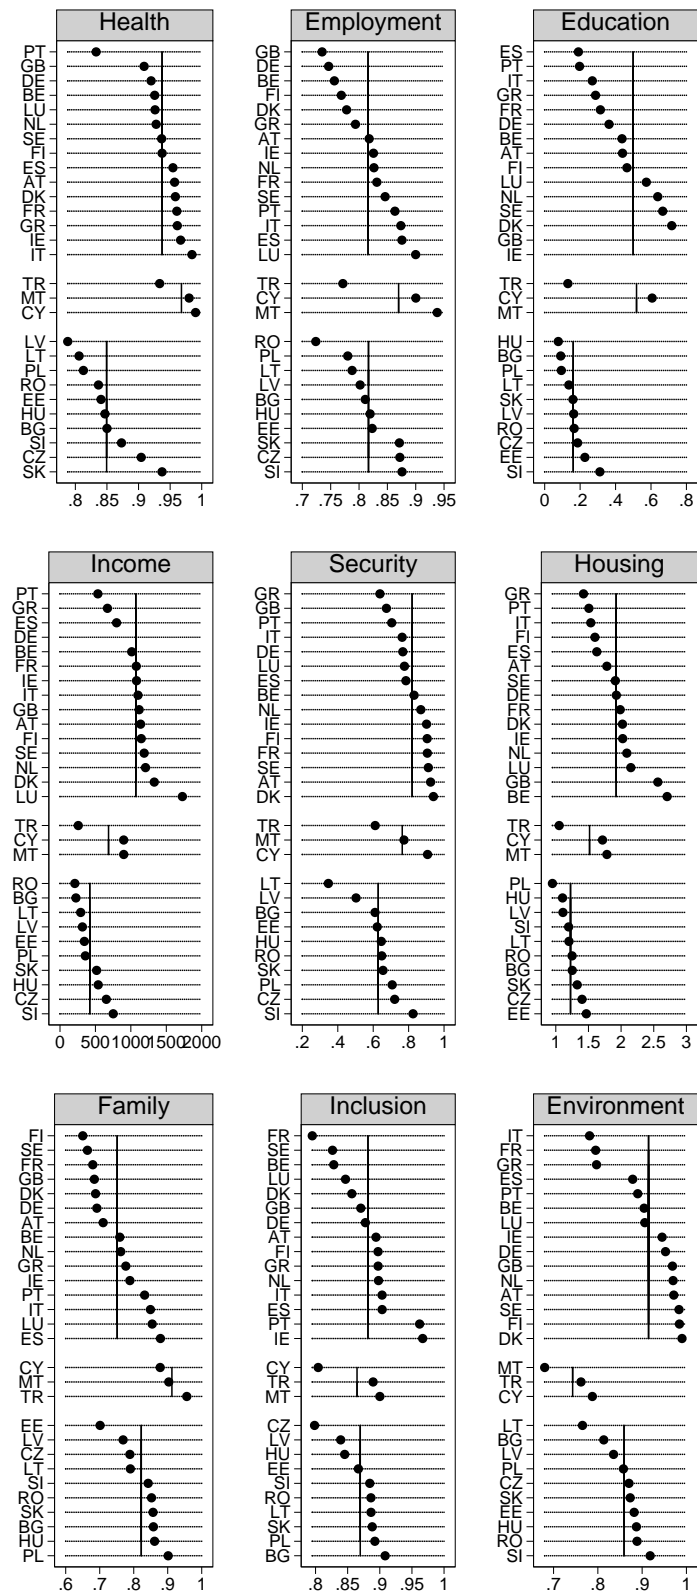 Health
PT
GB
DE
BE
LU
NL
SE
FI
ES
AT
DK
FR
GR
IE
IT
TR
MT
CY
LV
LT
PL
RO
EE
HU
BG
SI
CZ
SK
.8 .85 .9 .95 1
Employment
GB
DE
BE
FI
DK
GR
AT
IE
NL
FR
SE
PT
IT
ES
LU
TR
CY
MT
RO
PL
LT
LV
BG
HU
EE
SK
CZ
SI
.7 .75 .8 .85 .9 .95
Education
ES
PT
IT
GR
FR
DE
BE
AT
FI
LU
NL
SE
DK
GB
IE
TR
CY
MT
HU
BG
PL
LT
SK
LV
RO
CZ
EE
SI
0 .2 .4 .6 .8
Income
PT
GR
ES
DE
BE
FR
IE
IT
GB
AT
FI
SE
NL
DK
LU
TR
CY
MT
RO
BG
LT
LV
EE
PL
SK
HU
CZ
SI
0 500 1000 1500 2000
Security
GR
GB
PT
IT
DE
LU
ES
BE
NL
IE
FI
FR
SE
AT
DK
TR
MT
CY
LT
LV
BG
EE
HU
RO
SK
PL
CZ
SI
.2 .4 .6 .8 1
Housing
GR
PT
IT
FI
ES
AT
SE
DE
FR
DK
IE
NL
LU
GB
BE
TR
CY
MT
PL
HU
LV
SI
LT
RO
BG
SK
CZ
EE
1 1.5 2 2.5 3
Family
FI
SE
FR
GB
DK
DE
AT
BE
NL
GR
IE
PT
IT
LU
ES
CY
MT
TR
EE
LV
CZ
LT
SI
RO
SK
BG
HU
PL
.6 .7 .8 .9 1
Inclusion
FR
SE
BE
LU
DK
GB
DE
AT
FI
GR
NL
IT
ES
PT
IE
CY
TR
MT
CZ
LV
HU
EE
SI
RO
LT
SK
PL
BG
.8 .85 .9 .95 1
Environment
IT
FR
GR
ES
PT
BE
LU
IE
DE
GB
NL
AT
SE
FI
DK
MT
TR
CY
LT
BG
LV
PL
CZ
SK
EE
HU
RO
SI
.7 .8 .9 1